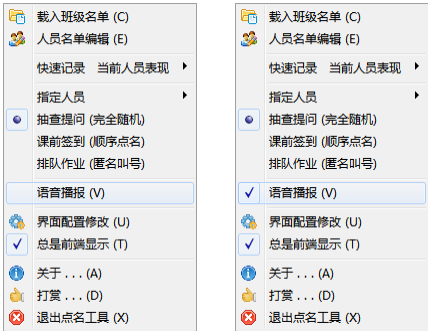 载入班级名单 (C)
人员名单编辑 (E)
快速记录 当前人员表现
指定人员
抽查提问 (完全随机)
课前签到 (顺序点名)
排队作业 (匿名叫号)
语音播报 (V)
界面配置修改 (U)
总是前端显示 (T)
关于 . . . (A)
打赏 . . . (D)
退出点名工具 (X)
载入班级名单 (C)
人员名单编辑 (E)
快速记录 当前人员表现
指定人员
抽查提问 (完全随机)
课前签到 (顺序点名)
排队作业 (匿名叫号)
语音播报 (V)
界面配置修改 (U)
总是前端显示 (T)
关于 . . . (A)
打赏 . . . (D)
退出点名工具 (X)